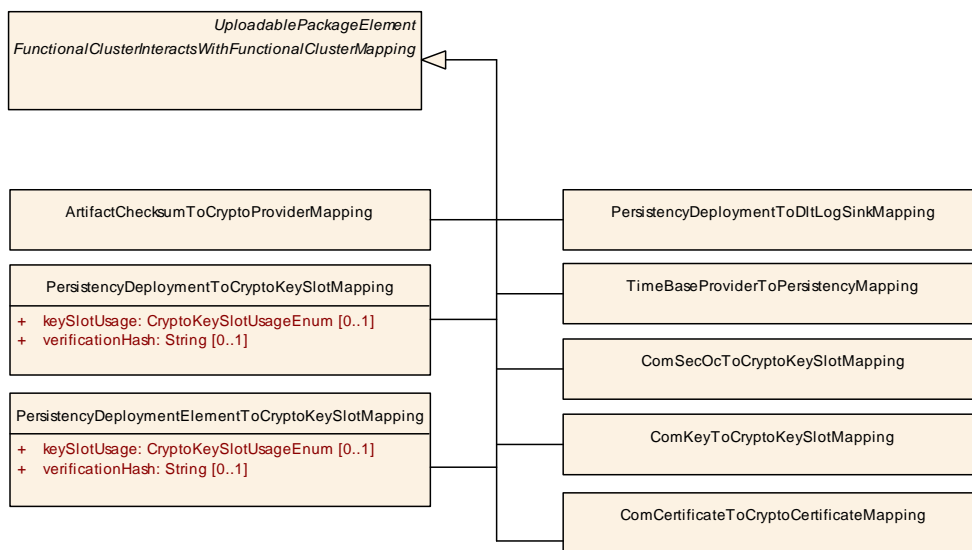 UploadablePackageElement
FunctionalClusterInteractsWithFunctionalClusterMapping
ArtifactChecksumToCryptoProviderMapping
PersistencyDeploymentToCryptoKeySlotMapping
+ keySlotUsage: CryptoKeySlotUsageEnum [0..1]
+ verificationHash: String [0..1]
PersistencyDeploymentElementToCryptoKeySlotMapping
+ keySlotUsage: CryptoKeySlotUsageEnum [0..1]
+ verificationHash: String [0..1]
PersistencyDeploymentToDltLogSinkMapping
TimeBaseProviderToPersistencyMapping
ComSecOcToCryptoKeySlotMapping
ComKeyToCryptoKeySlotMapping
ComCertificateToCryptoCertificateMapping